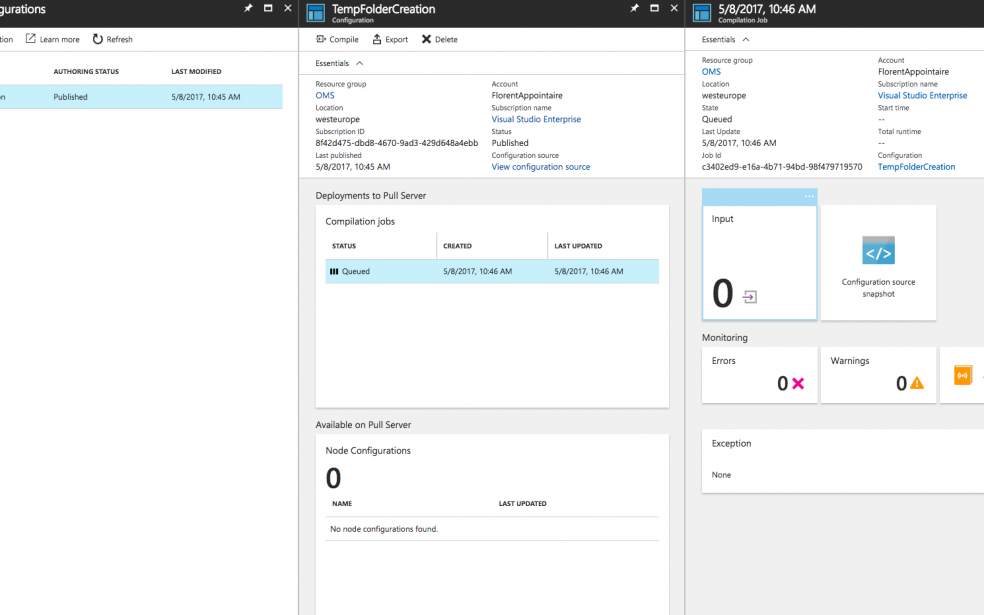 gurations
tion Learn more Refresh
AUTHORING STATUS LAST MODIFIED
on Published 5/8/2017, 10:45 AM
TempFolderCreation
Configuration
Compile Export Delete
Essentials
Resource group Account
OMS FlorentAppointaire
Location Subscription name
westeurope Visual Studio Enterprise
Subscription ID Status
8f42d475-dbd8-4670-9ad3-429d648a4ebb Published
Last published Configuration source
5/8/2017, 10:45 AM View configuration source
Deployments to Pull Server
Compilation jobs
STATUS CREATED LAST UPDATED
Queued 5/8/2017, 10:46 AM 5/8/2017, 10:46 AM
Available on Pull Server
Node Configurations
0
NAME LAST UPDATED
No node configurations found.
5/8/2017, 10:46 AM
Compilation Job
Essentials
Resource group Account
OMS FlorentAppointaire
Location Subscription name
westeurope Visual Studio Enterprise
State Start time
Queued --
Last Update Total runtime
5/8/2017, 10:46 AM --
Job Id Configuration
c3402ed9-e16a-4b71-94bd-98f479719570 TempFolderCreation
...
Input
0
</>
Configuration source
snapshot
Monitoring
Errors Warnings
0 0
Exception
None